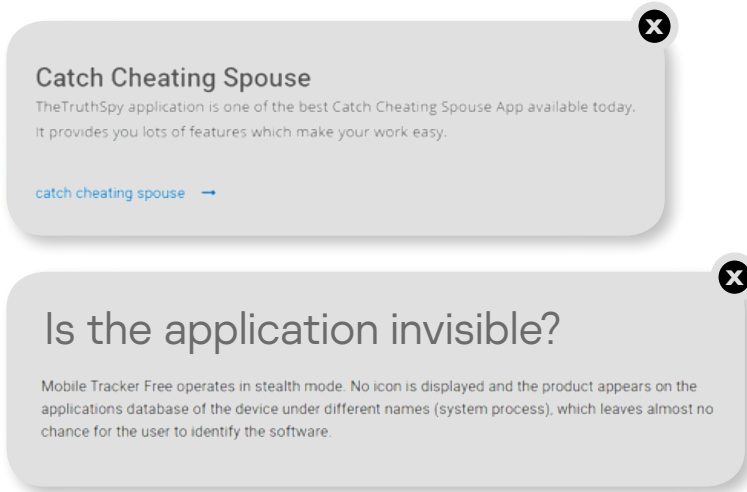 Catch Cheating Spouse
TheTruthSpy application is one of the best Catch Cheating Spouse App available today.
It provides you lots of features which make your work easy.
catch cheating spouse →
Is the application invisible?
Mobile Tracker Free operates in stealth mode. No icon is displayed and the product appears on the
applications database of the device under different names (system process), which leaves almost no
chance for the user to identify the software.